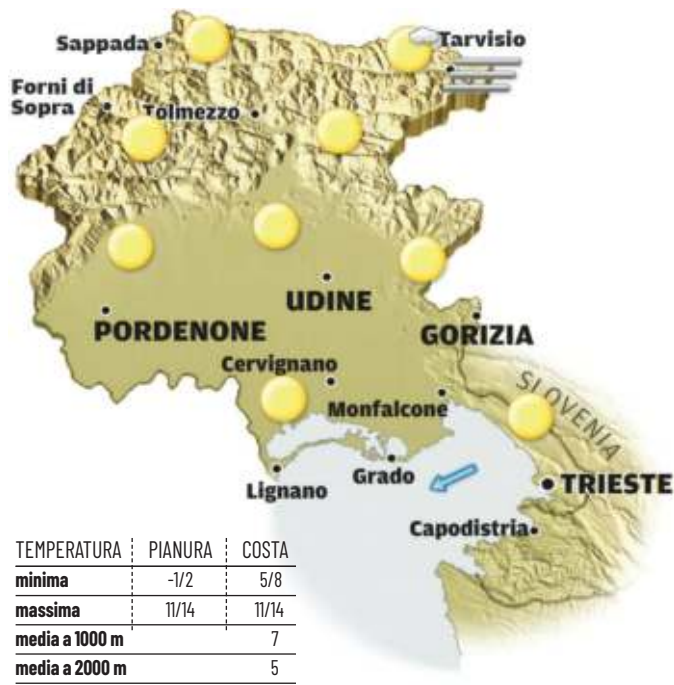 Sappada
Tarvisio
Forni di
Sopra
Tolmezzo
UDINE
PORDENONE
GORIZIA
Cervignano
SLOVENIA
Monfalcone
Grado
TRIESTE
Lignano
Capodistria
TEMPERATURA PIANURA COSTA
minima -1/2 5/8
massima 11/14 11/14
media a 1000 m 7
media a 2000 m 5